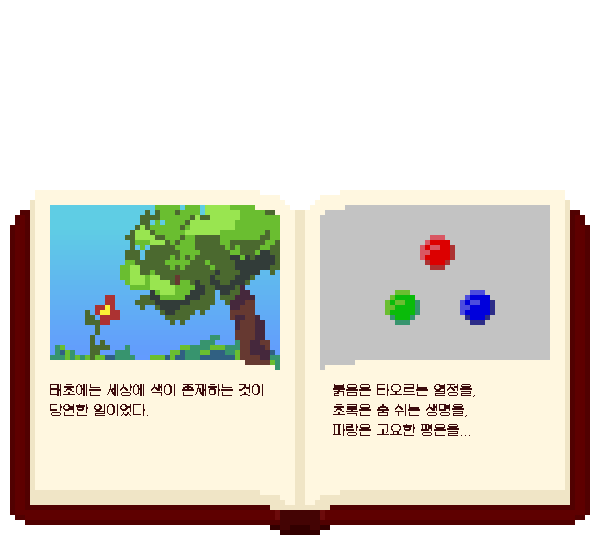 태초에는 세상에 색이 존재하는 것이
당연한 일이었다.
붉음은 타오르는 열정을,
초록은 숨 쉬는 생명을,
파랑은 고요한 평온을...